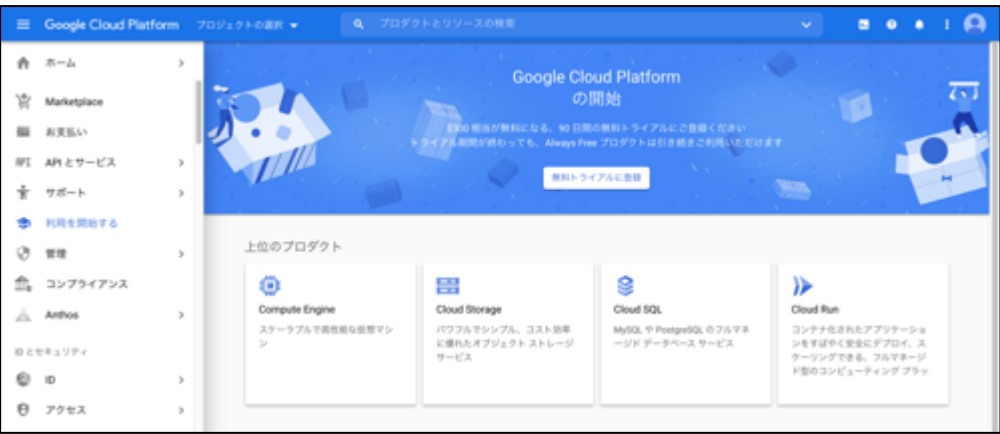 Google Cloud Platform プロジェクトの選択 プロダクトとリソースの検索
ホーム
Marketplace
お支払い
API API とサービス
サポート
利用を開始する
管理
コンプライアンス
Anthos
ID とセキュリティ
ID
アクセス
Google Cloud Platform
の開始
$300 相当が無料になる、90 日間の無料トライアルにご登録ください
トライアル期間が終わっても、Always Free プロダクトは引き続きご利用いただけます
無料トライアルに登録
上位のプロダクト
Compute Engine
スケーラブルで高性能な仮想マシ
ン
Cloud Storage
パワフルでシンプル、コスト効率
に優れたオブジェクト ストレージ
サービス
Cloud SQL
MySQL や PostgreSQL のフルマネ
ージド データベース サービス
Cloud Run
コンテナ化されたアプリケーショ
ンをすばやく安全にデプロイ、ス
ケーリングできる、フルマネージ
ド型のコンピューティング プラッ